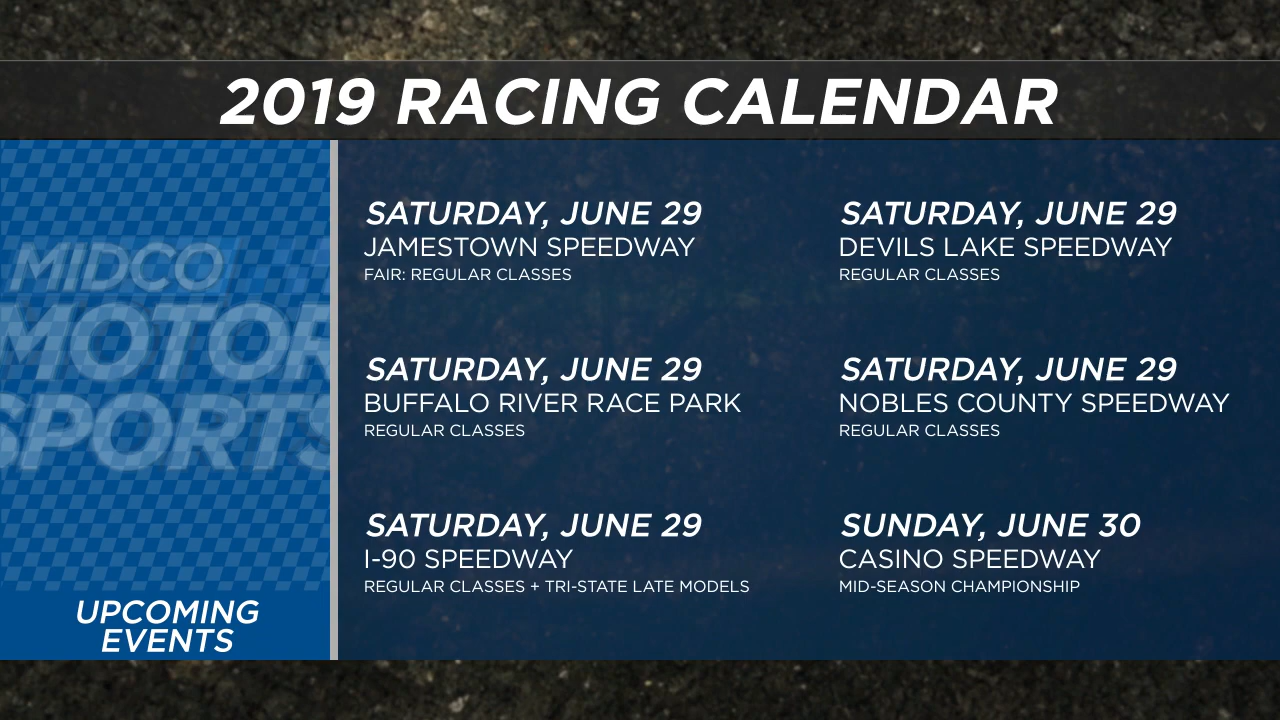 2019 RACING CALENDAR
MIDCO
MOTOR
SPORTS
UPCOMING
EVENTS
SATURDAY, JUNE 29
JAMESTOWN SPEEDWAY
FAIR: REGULAR CLASSES
SATURDAY, JUNE 29
BUFFALO RIVER RACE PARK
REGULAR CLASSES
SATURDAY, JUNE 29
I-90 SPEEDWAY
REGULAR CLASSES + TRI-STATE LATE MODELS
SATURDAY, JUNE 29
DEVILS LAKE SPEEDWAY
REGULAR CLASSES
SATURDAY, JUNE 29
NOBLES COUNTY SPEEDWAY
REGULAR CLASSES
SUNDAY, JUNE 30
CASINO SPEEDWAY
MID-SEASON CHAMPIONSHIP